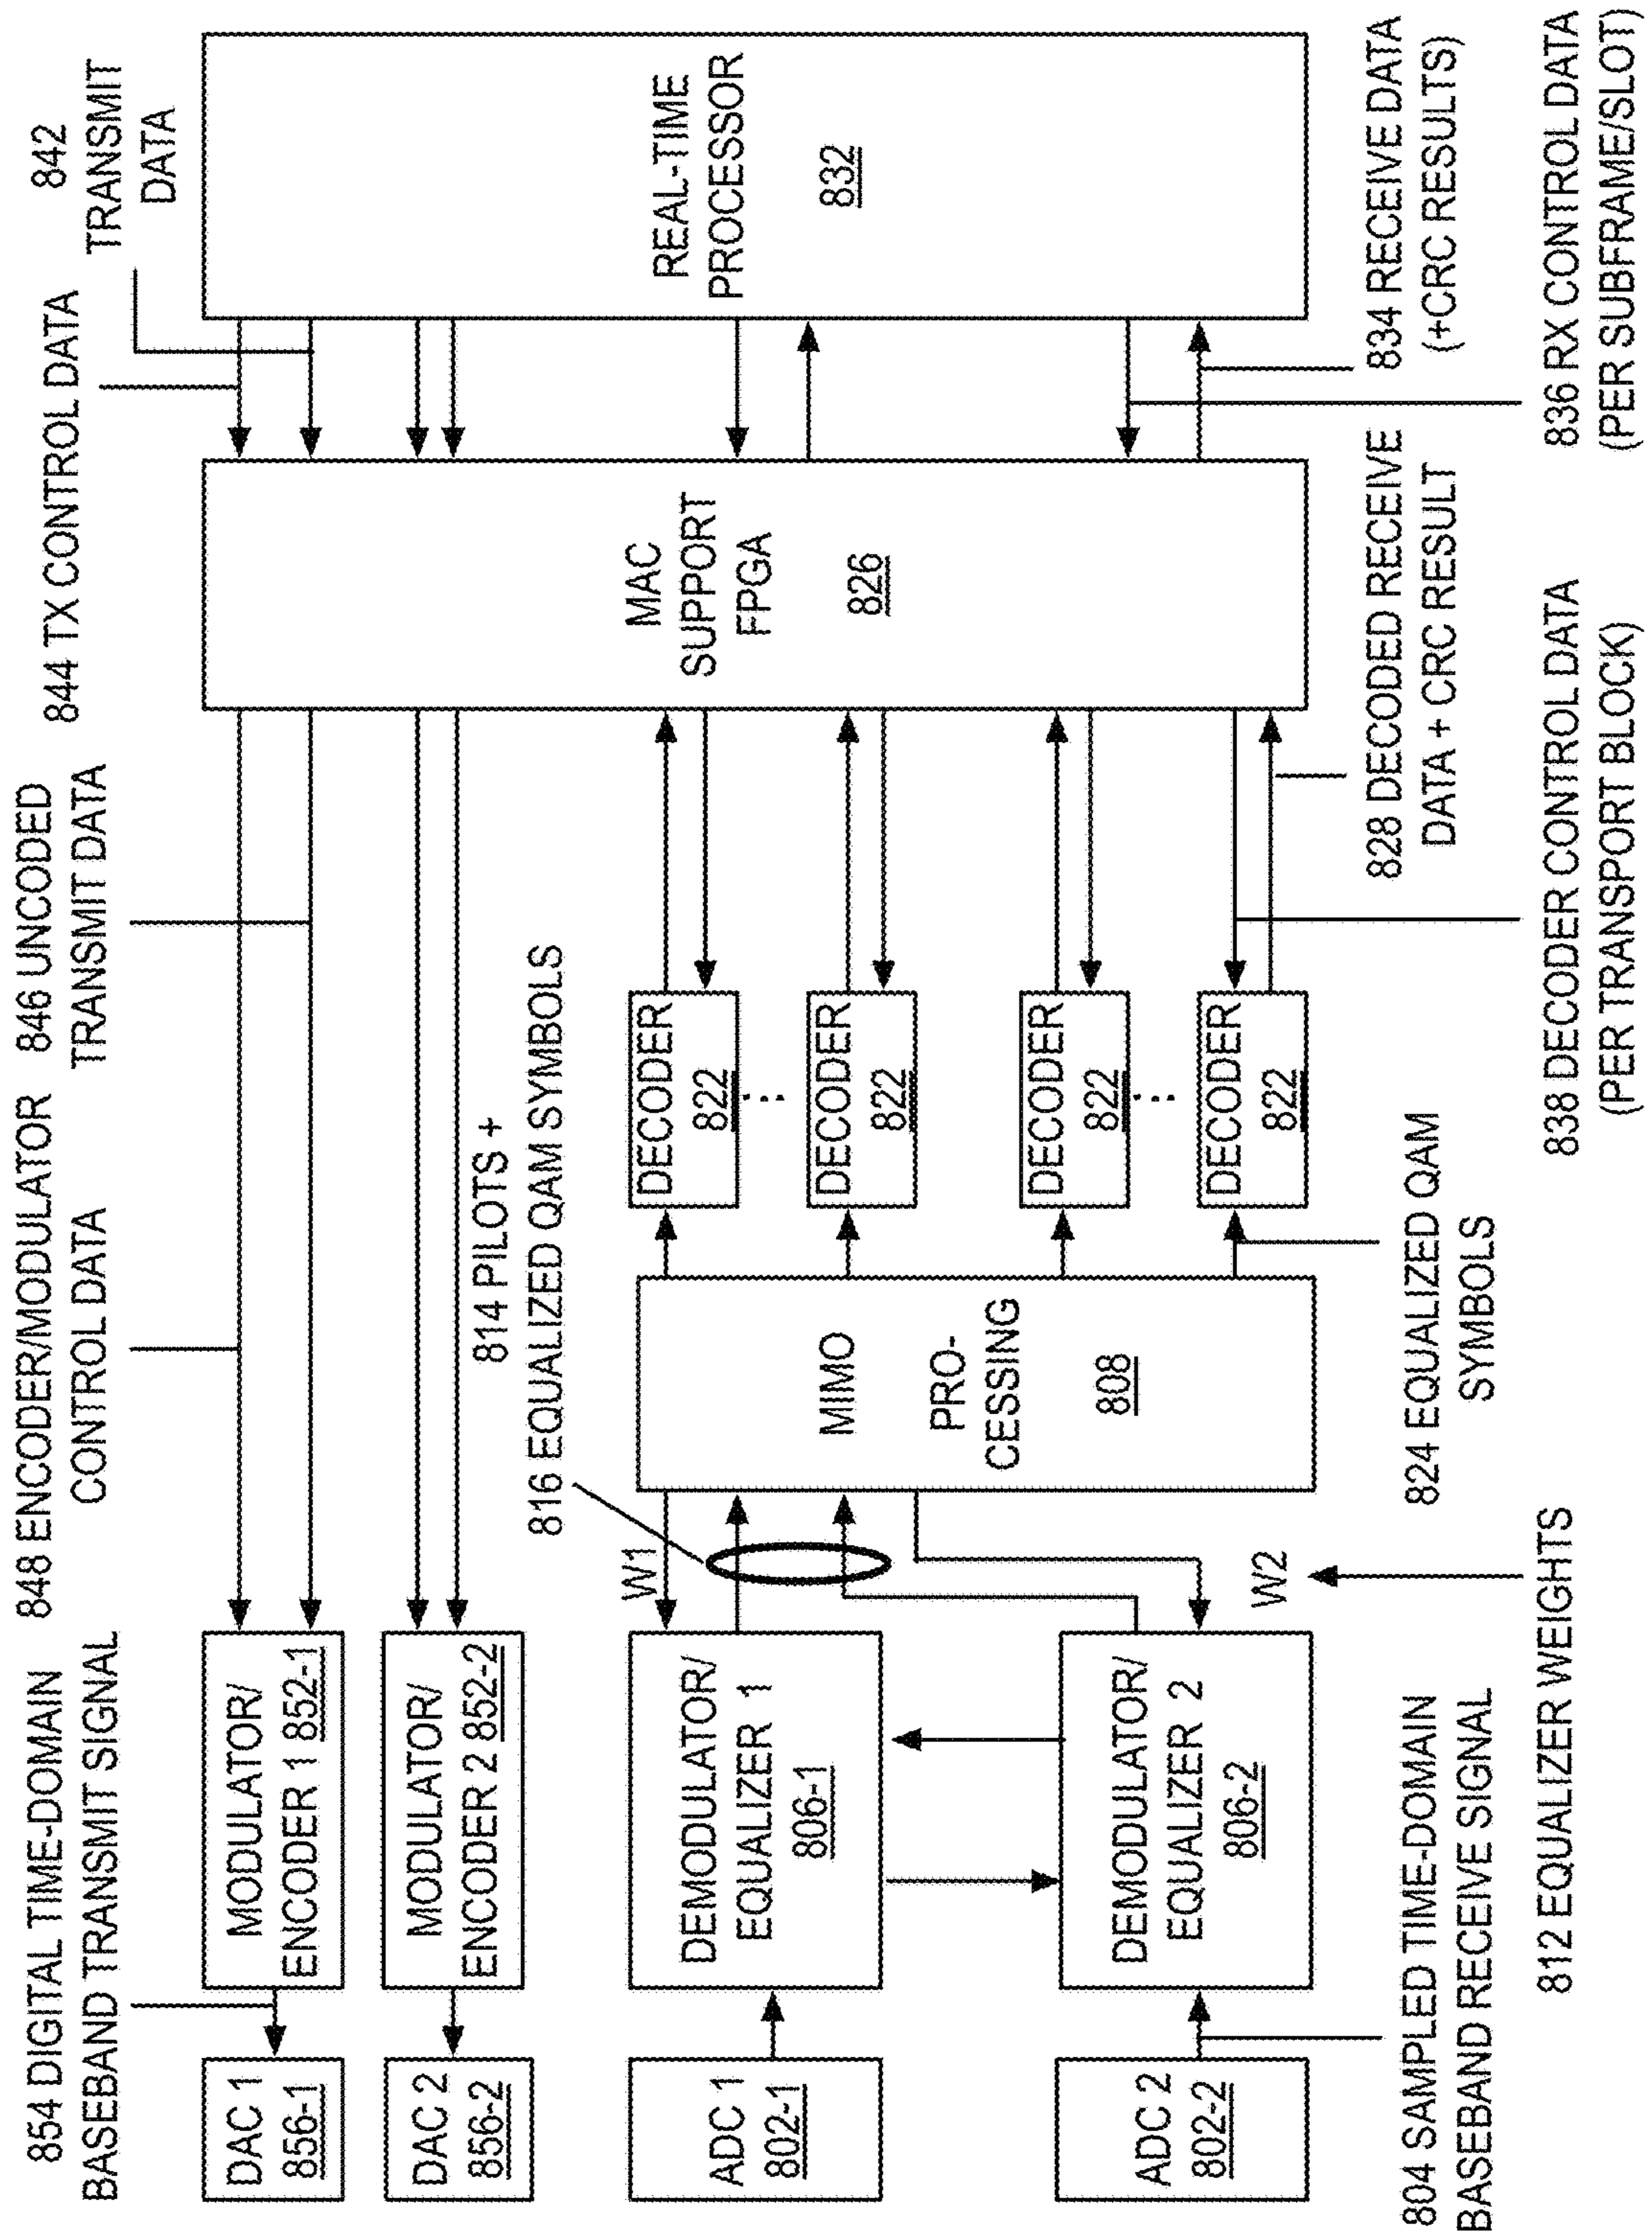 854 DIGITAL TIME-DOMAIN
BASEBAND TRANSMIT SIGNAL
848 ENCODER/MODULATOR
CONTROL DATA
846 UNCODED
TRANSMIT DATA
844 TX CONTROL DATA
842
TRANSMIT
DATA
DAC 1
856-1
MODULATOR/
ENCODER 1 852-1
DAC 2
856-2
MODULATOR/
ENCODER 2 852-2
814 PILOTS +
816 EQUALIZED QAM SYMBOLS
MAC
SUPPORT
FPGA
826
REAL-TIME
PROCESSOR
832
ADC 1
802-1
DEMODULATOR/
EQUALIZER 1
806-1
W1
MIMO
PRO-
CESSING
808
DECODER
822
...
DECODER
822
DECODER
822
...
DECODER
822
ADC 2
802-2
DEMODULATOR/
EQUALIZER 2
806-2
W2
804 SAMPLED TIME-DOMAIN
BASEBAND RECEIVE SIGNAL
812 EQUALIZER WEIGHTS
824 EQUALIZED QAM
SYMBOLS
828 DECODED RECEIVE
DATA + CRC RESULT
838 DECODER CONTROL DATA
(PER TRANSPORT BLOCK)
834 RECEIVE DATA
(+CRC RESULTS)
836 RX CONTROL DATA
(PER SUBFRAME/SLOT)